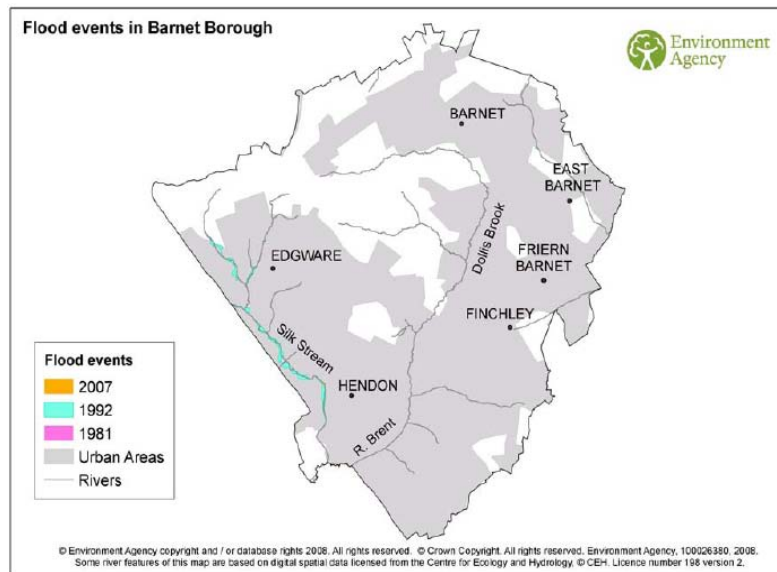 Flood events in Barnet Borough
Environment
Agency
BARNET
EAST
BARNET
Dollis Brook
EDGWARE
FRIERN
BARNET
FINCHLEY
Silk Stream
HENDON
R. Brent
Flood events
2007
1992
1981
Urban Areas
Rivers
© Environment Agency copyright and / or database rights 2008. All rights reserved. © Crown Copyright. All rights reserved. Environment Agency, 100026380, 2008.
Some river features of this map are based on digital spatial data licensed from the Centre for Ecology and Hydrology, © CEH. Licence number 198 version 2.